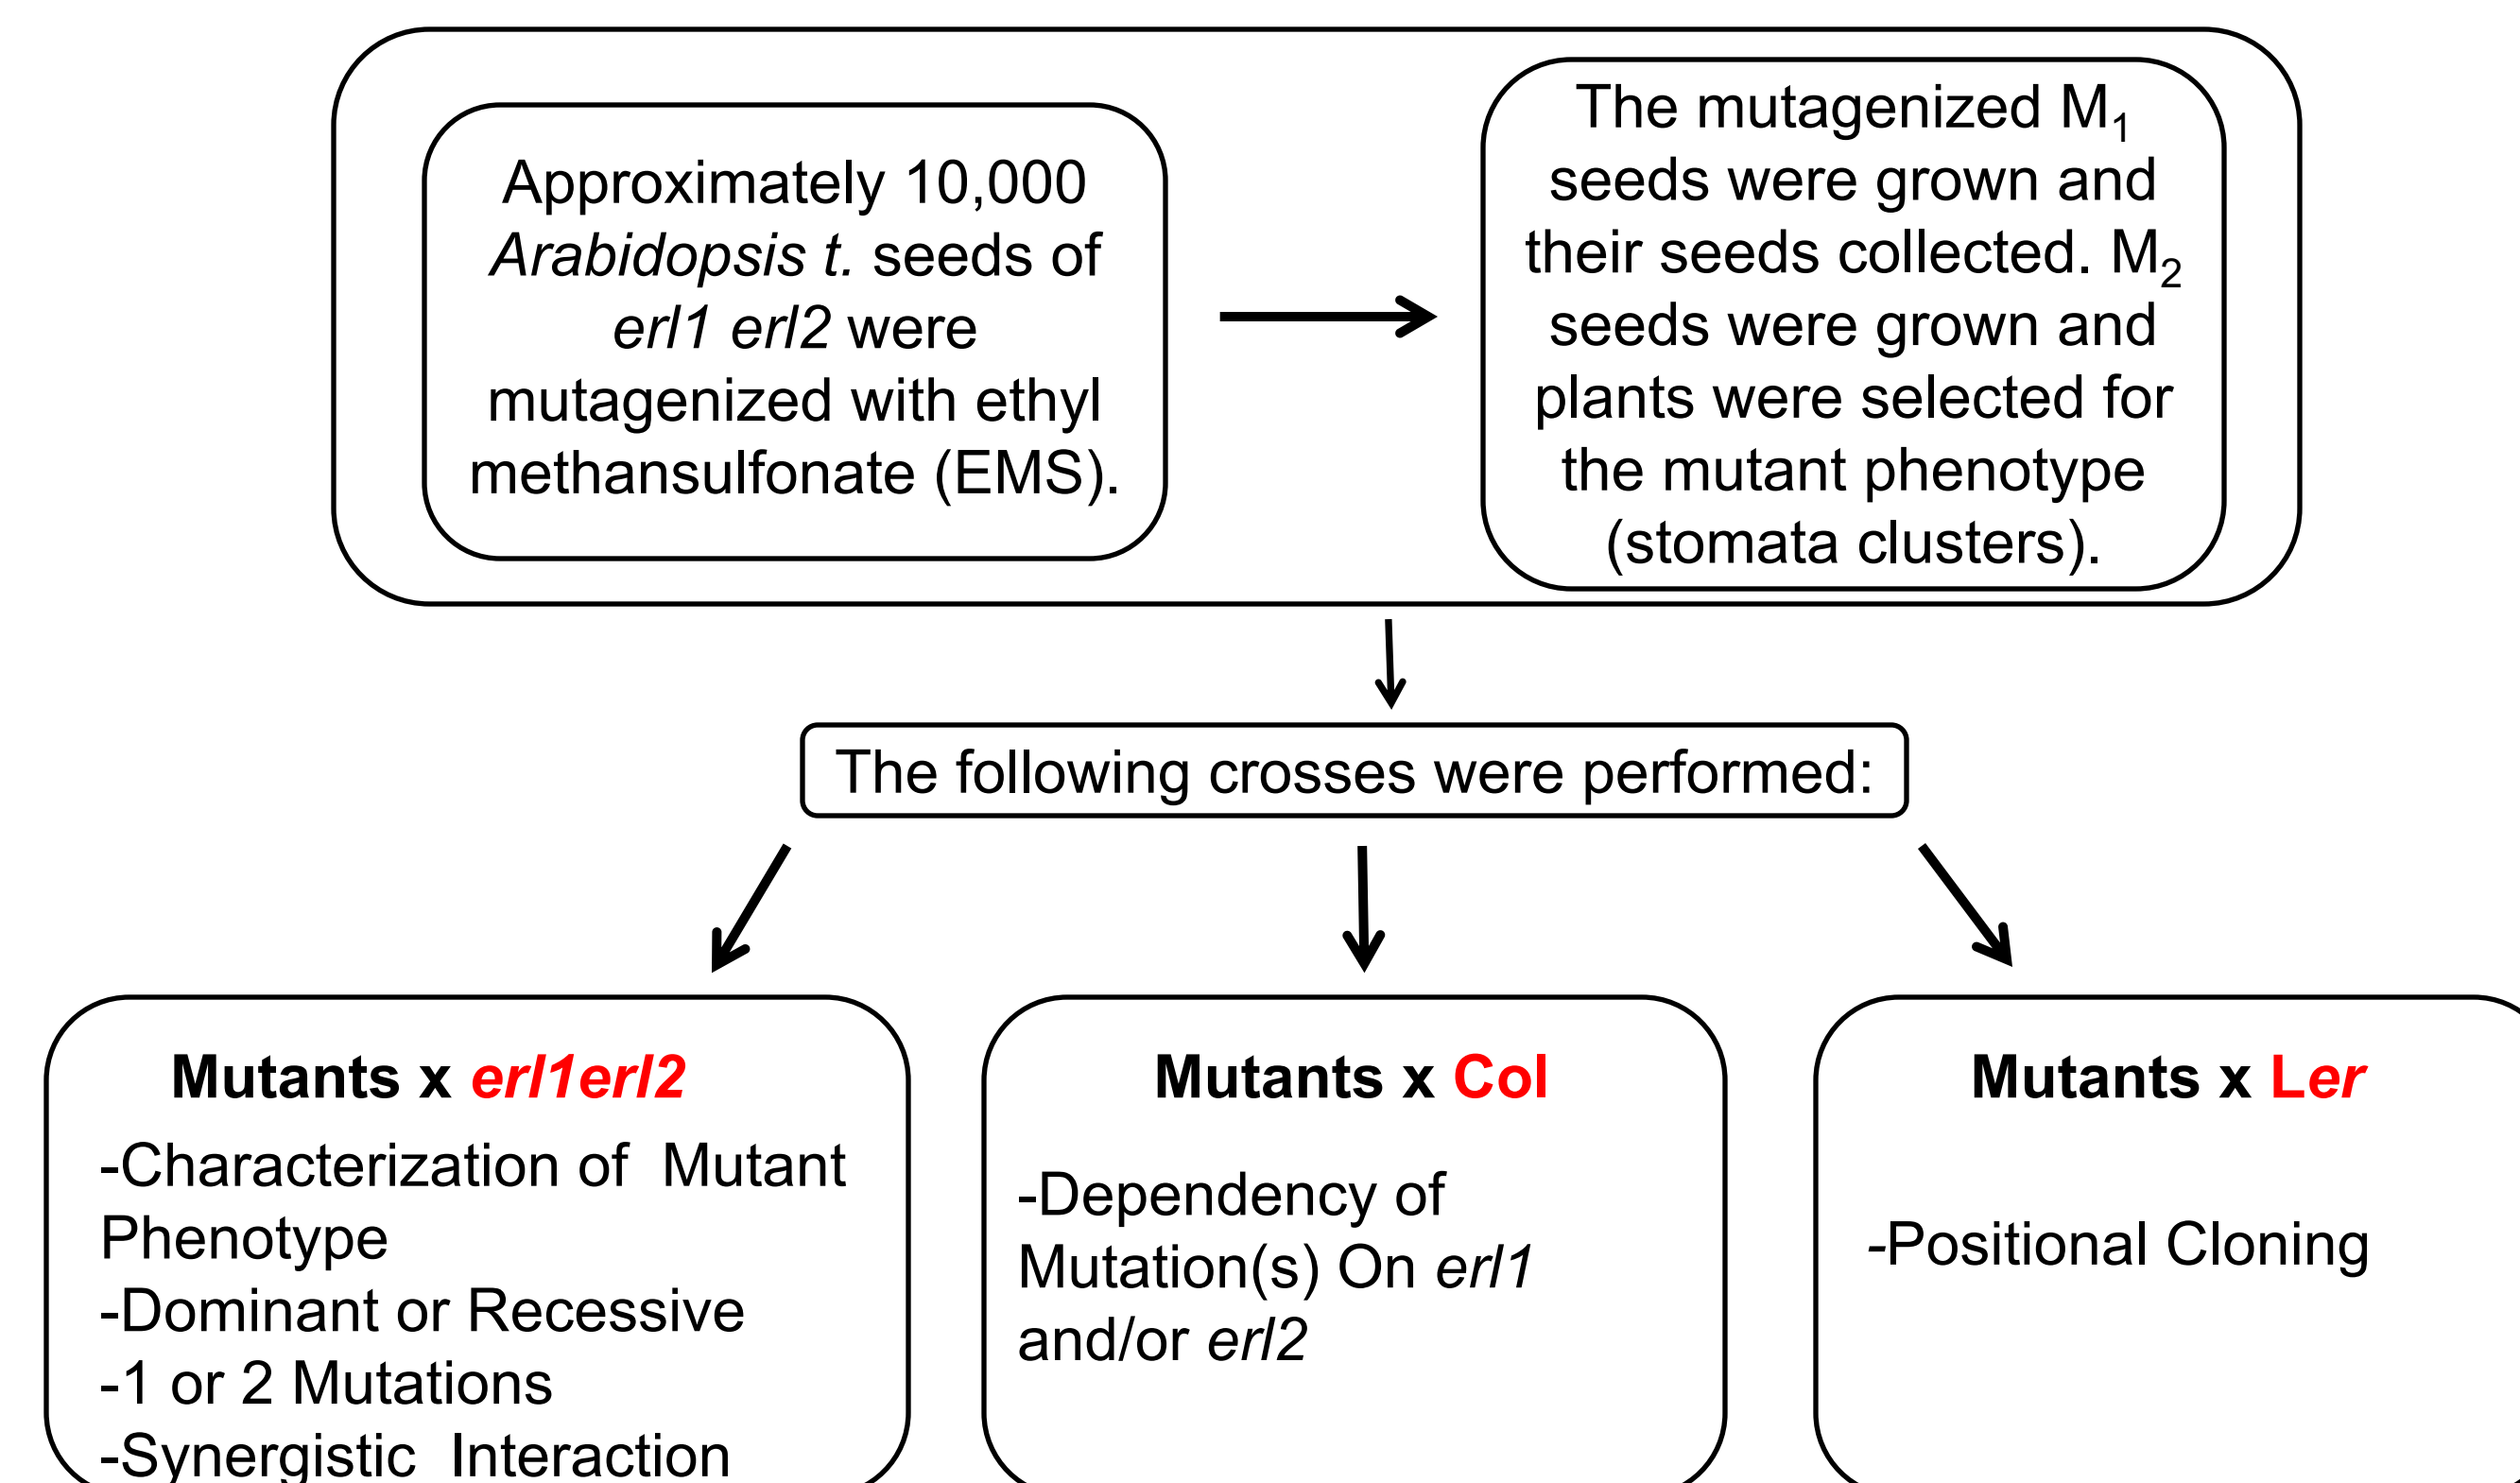 Approximately 10,000
Arabidopsis t. seeds of
erl1 erl2 were
mutagenized with ethyl
methansulfonate (EMS).
The mutagenized M₁
seeds were grown and
their seeds collected. M₂
seeds were grown and
plants were selected for
the mutant phenotype
(stomata clusters).
The following crosses were performed:
Mutants x erl1erl2
-Characterization of Mutant
Phenotype
-Dominant or Recessive
-1 or 2 Mutations
-Synergistic Interaction
Mutants x Col
-Dependency of
Mutation(s) On erl1
and/or erl2
Mutants x Ler
-Positional Cloning